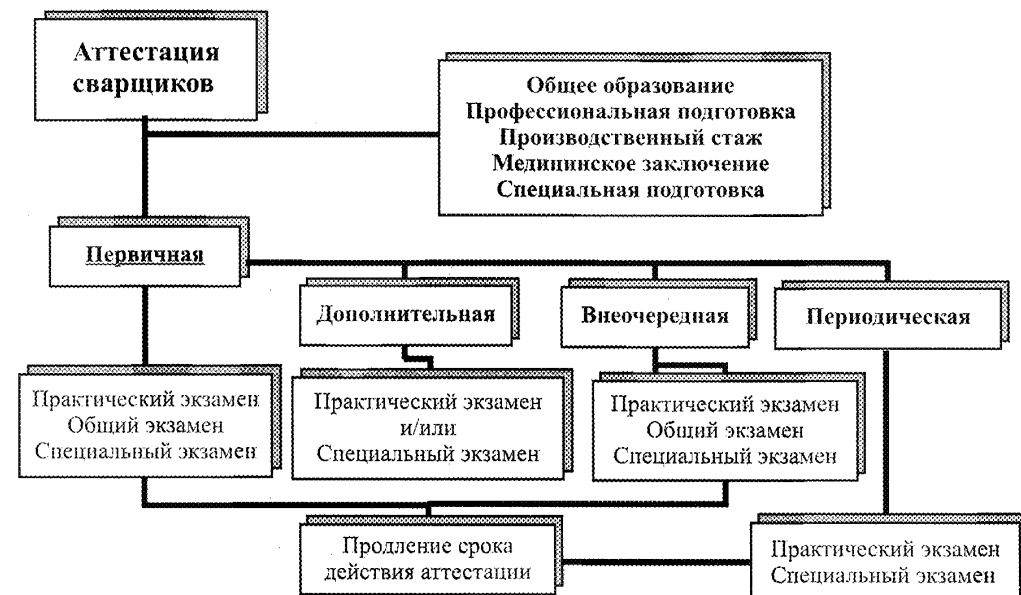 Аттестация
сварщиков
Общее образование
Профессиональная подготовка
Производственный стаж
Медицинское заключение
Специальная подготовка
Первичная
Дополнительная
Внеочередная
Периодическая
Практический экзамен
Общий экзамен
Специальный экзамен
Практический экзамен
и/или
Специальный экзамен
Практический экзамен
Общий экзамен
Специальный экзамен
Продление срока
действия аттестации
Практический экзамен
Специальный экзамен